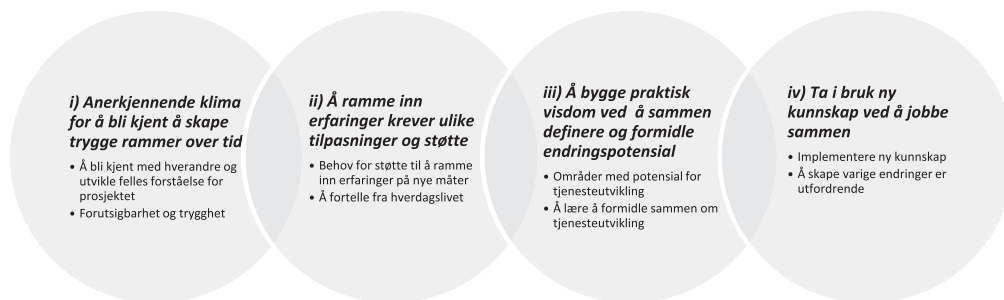 i) Anerkjennende klima
for å bli kjent å skape
trygge rammer over tid
• Å bli kjent med hverandre og
utvikle felles forståelse for
prosjektet
• Forutsigbarhet og trygghet
ii) Å ramme inn
erfaringer krever ulike
tilpasninger og støtte
• Behov for støtte til å ramme
inn erfaringer på nye måter
• Å fortelle fra hverdagslivet
iii) Å bygge praktisk
visdom ved å sammen
definere og formidle
endringspotensial
• Områder med potensial for
tjenesteutvikling
• Å lære å formidle sammen om
tjenesteutvikling
iv) Ta i bruk ny
kunnskap ved å jobbe
sammen
• Implementere ny kunnskap
• Å skape varige endringer er
utfordrende